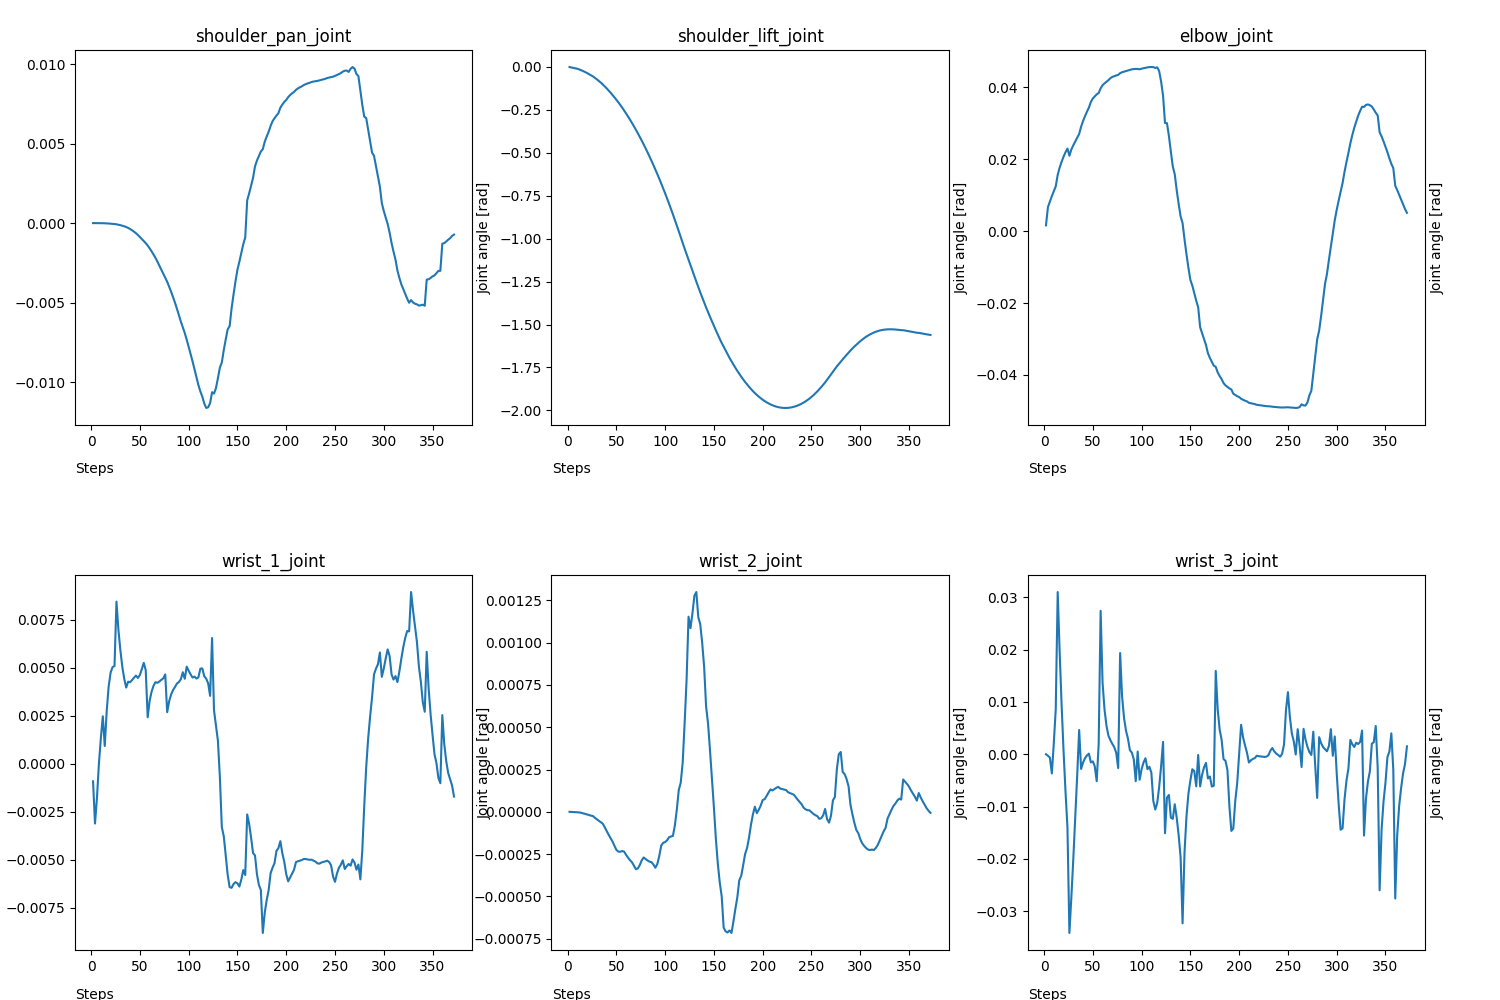 shoulder_pan_joint
0.010
0.005
0.000
−0.005
−0.010
0 50 100 150 200 250 300 350
Steps
Joint angle [rad]
shoulder_lift_joint
0.00
−0.25
−0.50
−0.75
−1.00
−1.25
−1.50
−1.75
−2.00
0 50 100 150 200 250 300 350
Steps
Joint angle [rad]
elbow_joint
0.04
0.02
0.00
−0.02
−0.04
0 50 100 150 200 250 300 350
Steps
Joint angle [rad]
wrist_1_joint
0.0075
0.0050
0.0025
0.0000
−0.0025
−0.0050
−0.0075
0 50 100 150 200 250 300 350
Steps
Joint angle [rad]
wrist_2_joint
0.00125
0.00100
0.00075
0.00050
0.00025
0.00000
−0.00025
−0.00050
−0.00075
0 50 100 150 200 250 300 350
Steps
Joint angle [rad]
wrist_3_joint
0.03
0.02
0.01
0.00
−0.01
−0.02
−0.03
0 50 100 150 200 250 300 350
Steps
Joint angle [rad]